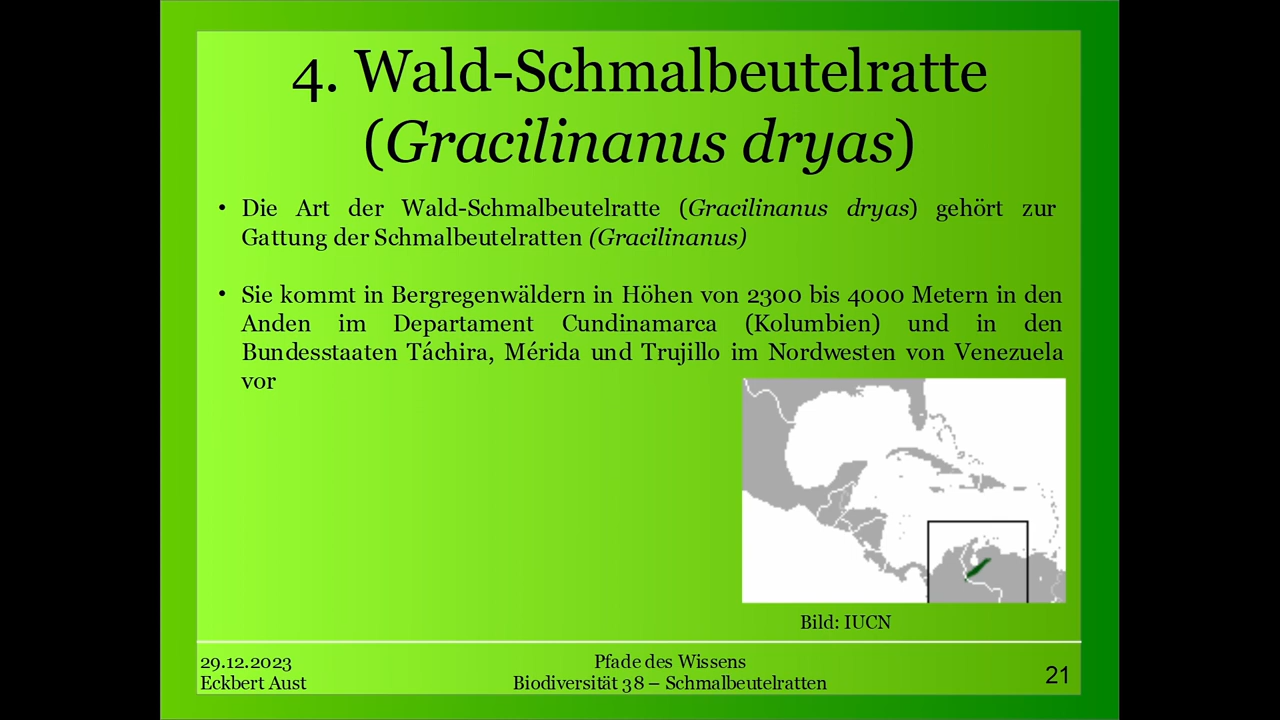 4. Wald-Schmalbeutelratte
(Gracilinanus dryas)
• Die Art der Wald-Schmalbeutelratte (Gracilinanus dryas) gehört zur
Gattung der Schmalbeutelratten (Gracilinanus)
• Sie kommt in Bergregenwäldern in Höhen von 2300 bis 4000 Metern in den
Anden im Departament Cundinamarca (Kolumbien) und in den
Bundesstaaten Táchira, Mérida und Trujillo im Nordwesten von Venezuela
vor
Bild: IUCN
29.12.2023
Eckbert Aust
Pfade des Wissens
Biodiversität 38 – Schmalbeutelratten
21